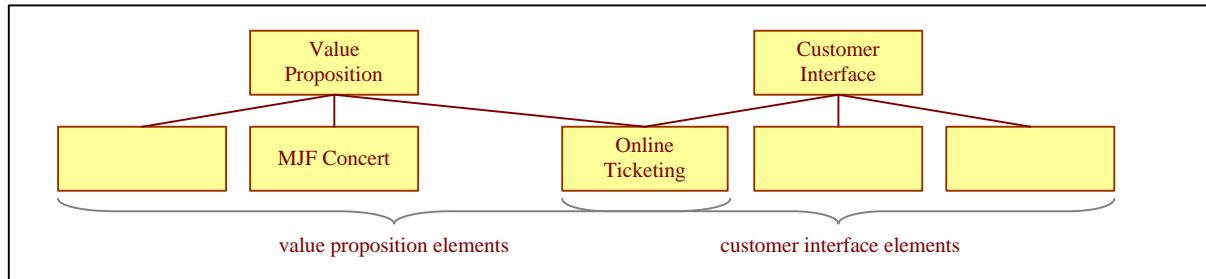 Value
Proposition
Customer
Interface
MJF Concert
Online
Ticketing
value proposition elements
customer interface elements